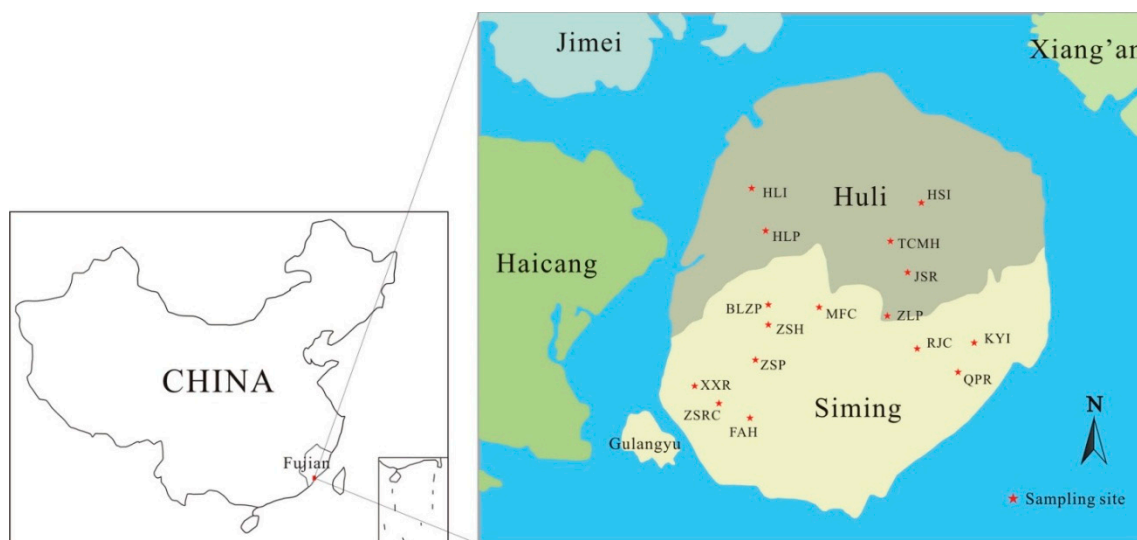 Jimei
Xiang'an
HLI
Huli
HSI
HLP
TCMH
Haicang
JSR
BLZP
MFC
ZLP
ZSH
RJC
KYI
CHINA
ZSP
QPR
XXR
Siming
ZSRC
N
FAH
Gulangyu
Fujian
Sampling site